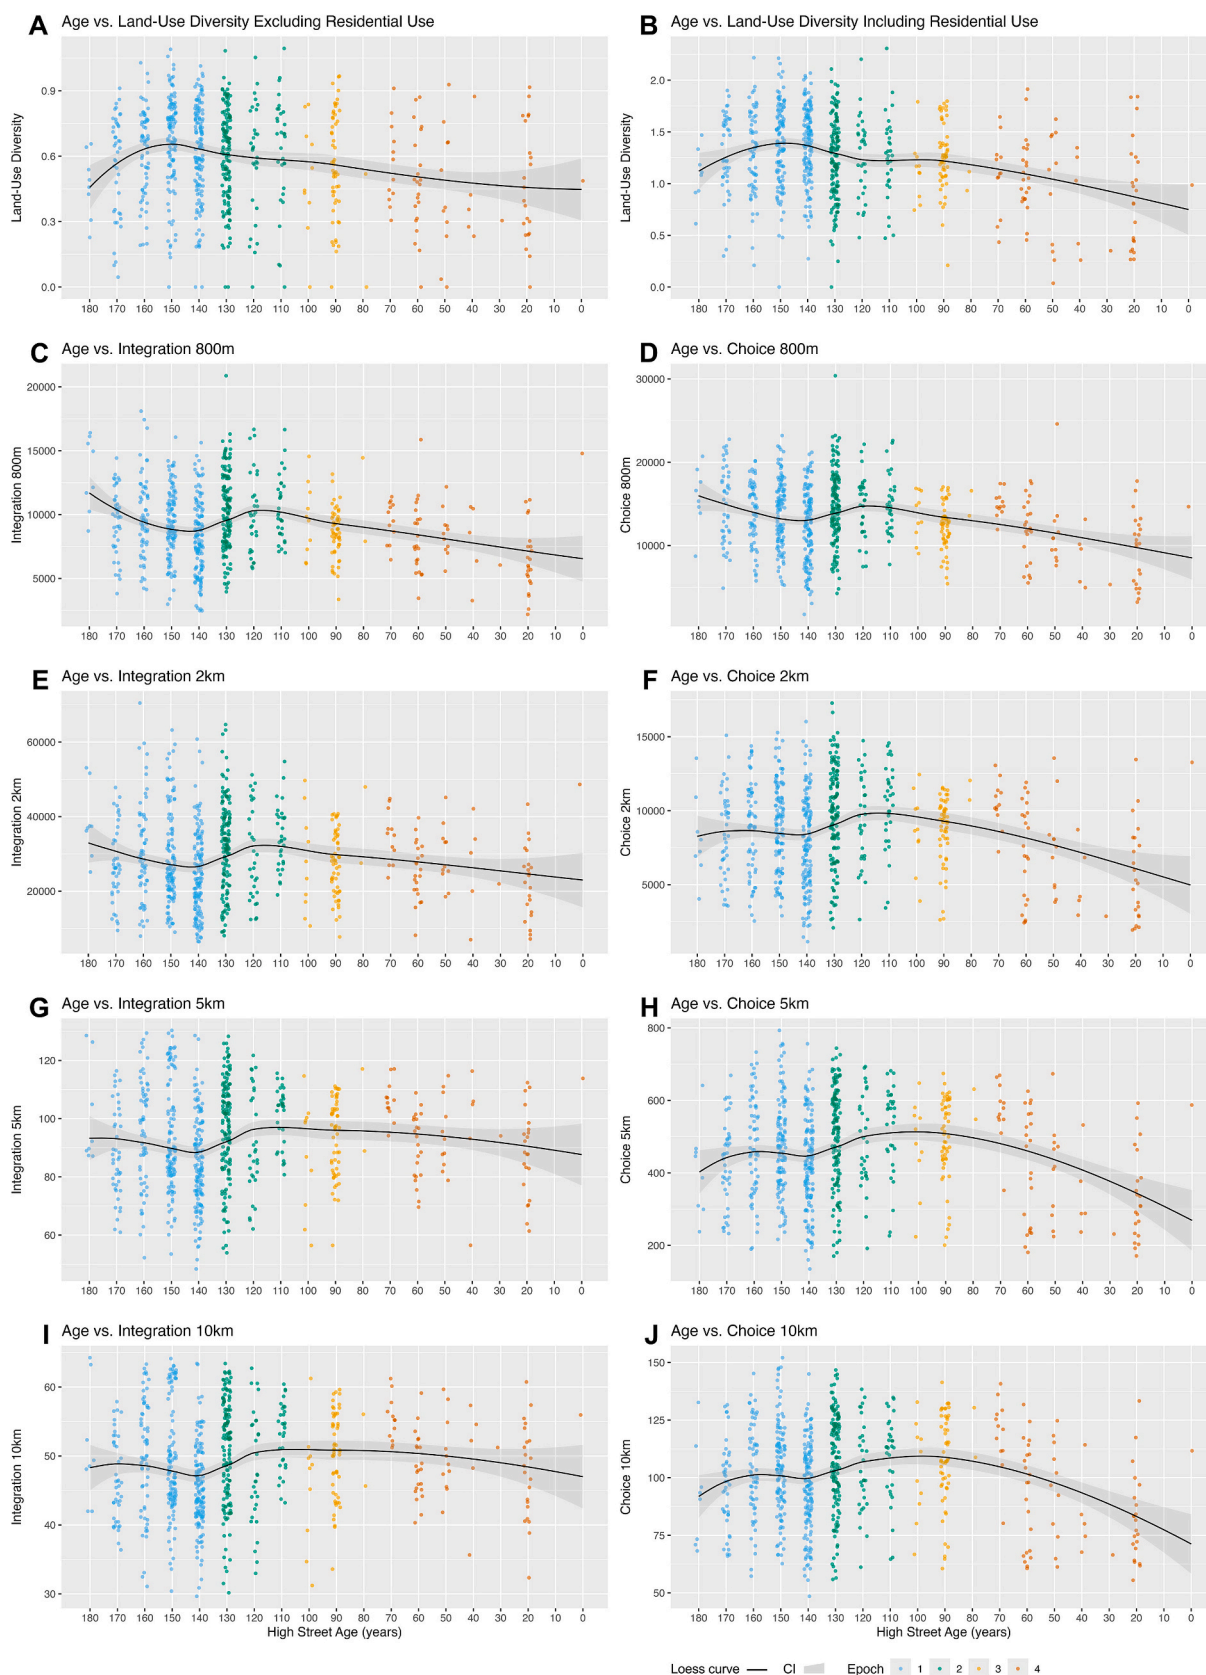 A Age vs. Land-Use Diversity Excluding Residential Use
Land-Use Diversity
0.9
0.6
0.3
0.0
180 170 160 150 140 130 120 110 100 90 80 70 60 50 40 30 20 10 0
B Age vs. Land-Use Diversity Including Residential Use
Land-Use Diversity
2.0
1.5
1.0
0.5
0.0
180 170 160 150 140 130 120 110 100 90 80 70 60 50 40 30 20 10 0
C Age vs. Integration 800m
Integration 800m
20000
15000
10000
5000
180 170 160 150 140 130 120 110 100 90 80 70 60 50 40 30 20 10 0
D Age vs. Choice 800m
Choice 800m
30000
20000
10000
180 170 160 150 140 130 120 110 100 90 80 70 60 50 40 30 20 10 0
E Age vs. Integration 2km
Integration 2km
60000
40000
20000
180 170 160 150 140 130 120 110 100 90 80 70 60 50 40 30 20 10 0
F Age vs. Choice 2km
Choice 2km
15000
10000
5000
180 170 160 150 140 130 120 110 100 90 80 70 60 50 40 30 20 10 0
G Age vs. Integration 5km
Integration 5km
120
100
80
60
180 170 160 150 140 130 120 110 100 90 80 70 60 50 40 30 20 10 0
H Age vs. Choice 5km
Choice 5km
800
600
400
200
180 170 160 150 140 130 120 110 100 90 80 70 60 50 40 30 20 10 0
I Age vs. Integration 10km
Integration 10km
60
50
40
30
180 170 160 150 140 130 120 110 100 90 80 70 60 50 40 30 20 10 0
High Street Age (years)
J Age vs. Choice 10km
Choice 10km
150
125
100
75
50
180 170 160 150 140 130 120 110 100 90 80 70 60 50 40 30 20 10 0
High Street Age (years)
Loess curve CI Epoch 1 2 3 4